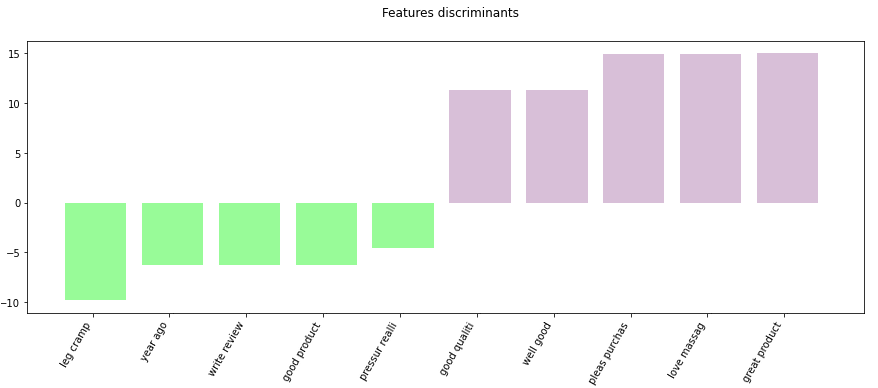 Features discriminants
15
10
5
0
−5
−10
leg cramp
year ago
write review
good product
pressur realli
good qualiti
well good
pleas purchas
love massag
great product